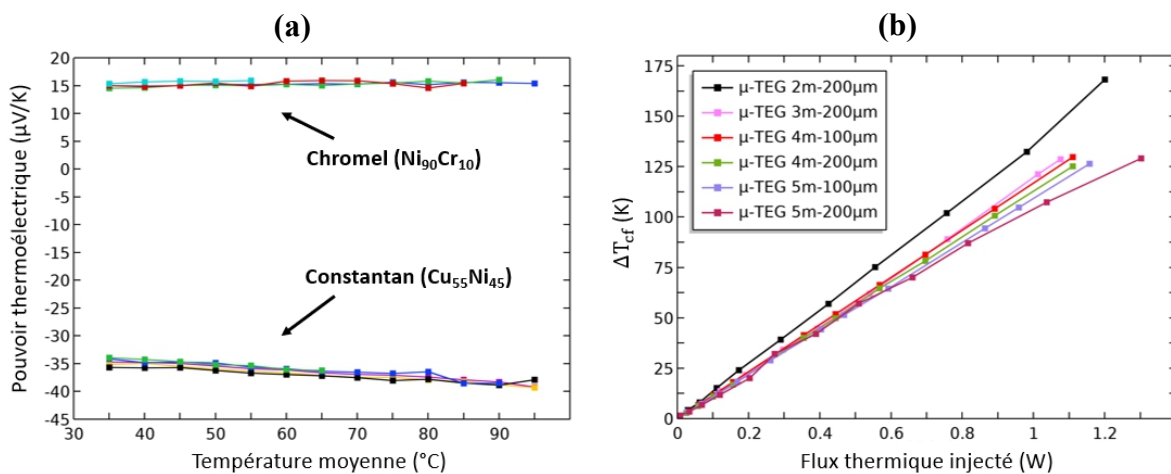 (a)
Pouvoir thermoélectrique (µV/K)
20
15
10
5
0
-5
-10
-15
-20
-25
-30
-35
-40
-45
Chromel (Ni₉₀Cr₁₀)
Constantan (Cu₅₅Ni₄₅)
30 40 50 60 70 80 90
Température moyenne (°C)
(b)
ΔT_cf (K)
175
150
125
100
75
50
25
0
µ-TEG 2m-200µm
µ-TEG 3m-200µm
µ-TEG 4m-100µm
µ-TEG 4m-200µm
µ-TEG 5m-100µm
µ-TEG 5m-200µm
0 0.2 0.4 0.6 0.8 1 1.2
Flux thermique injecté (W)